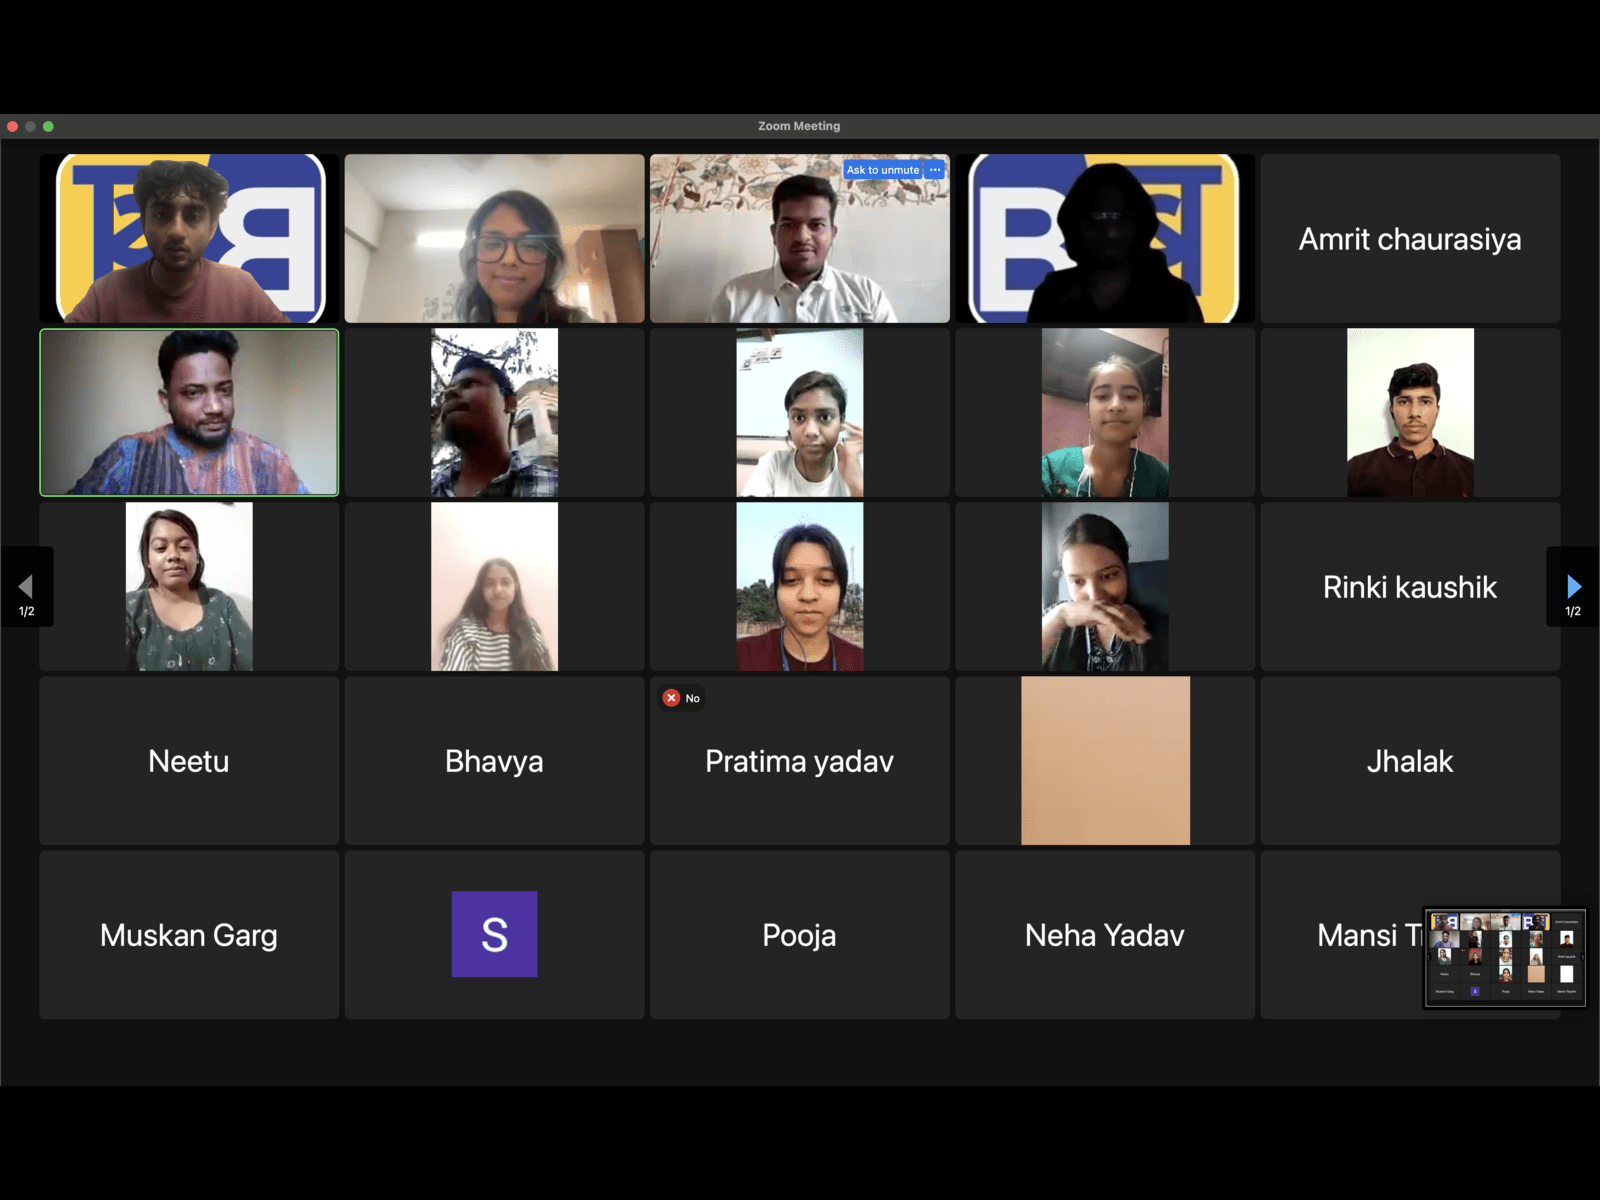 Zoom Meeting
B
Ask to unmute ...
B
Amrit chaurasiya
1/2
Rinki kaushik
1/2
Neetu
Bhavya
No
Pratima yadav
Jhalak
Muskan Garg
S
Pooja
Neha Yadav
Mansi